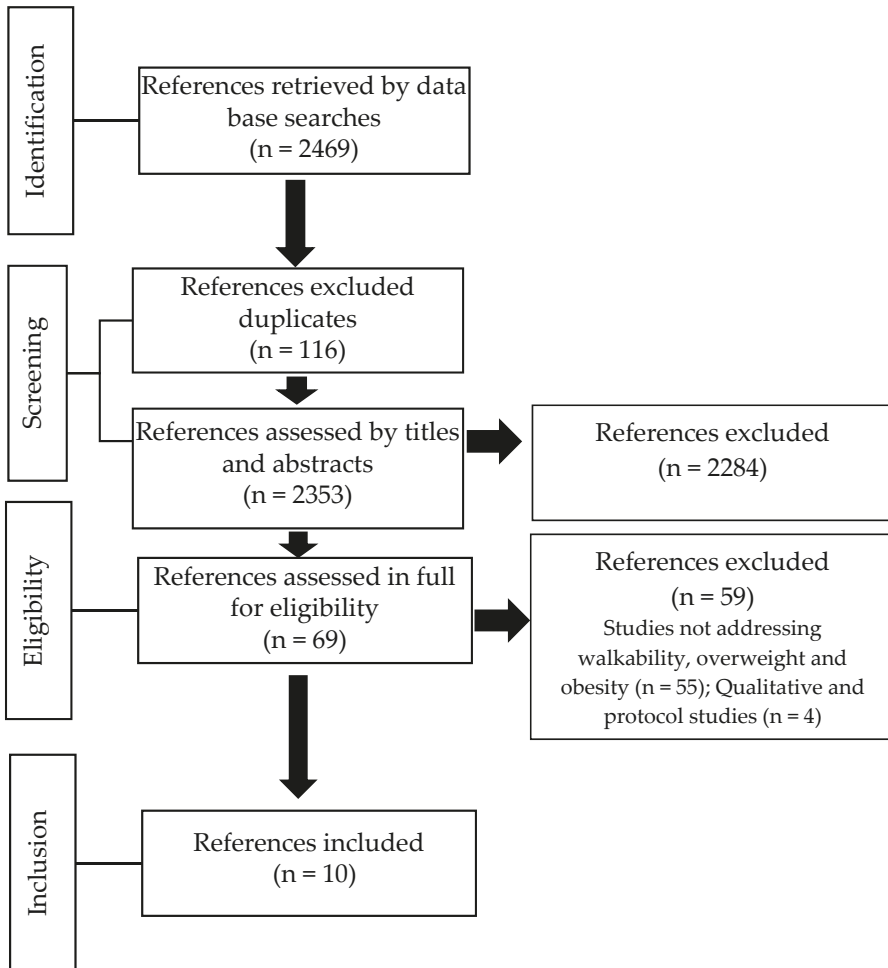 Identification
References retrieved by data
base searches
(n = 2469)
Screening
References excluded
duplicates
(n = 116)
References assessed by titles
and abstracts
(n = 2353)
References excluded
n = 2284)
Eligibility
References assessed in full
for eligibility
(n = 69)
References excluded
(n = 59)
Studies not addressing
walkability, overweight and
obesity (n = 55); Qualitative and
protocol studies (n = 4)
Inclusion
References included
(n = 10)